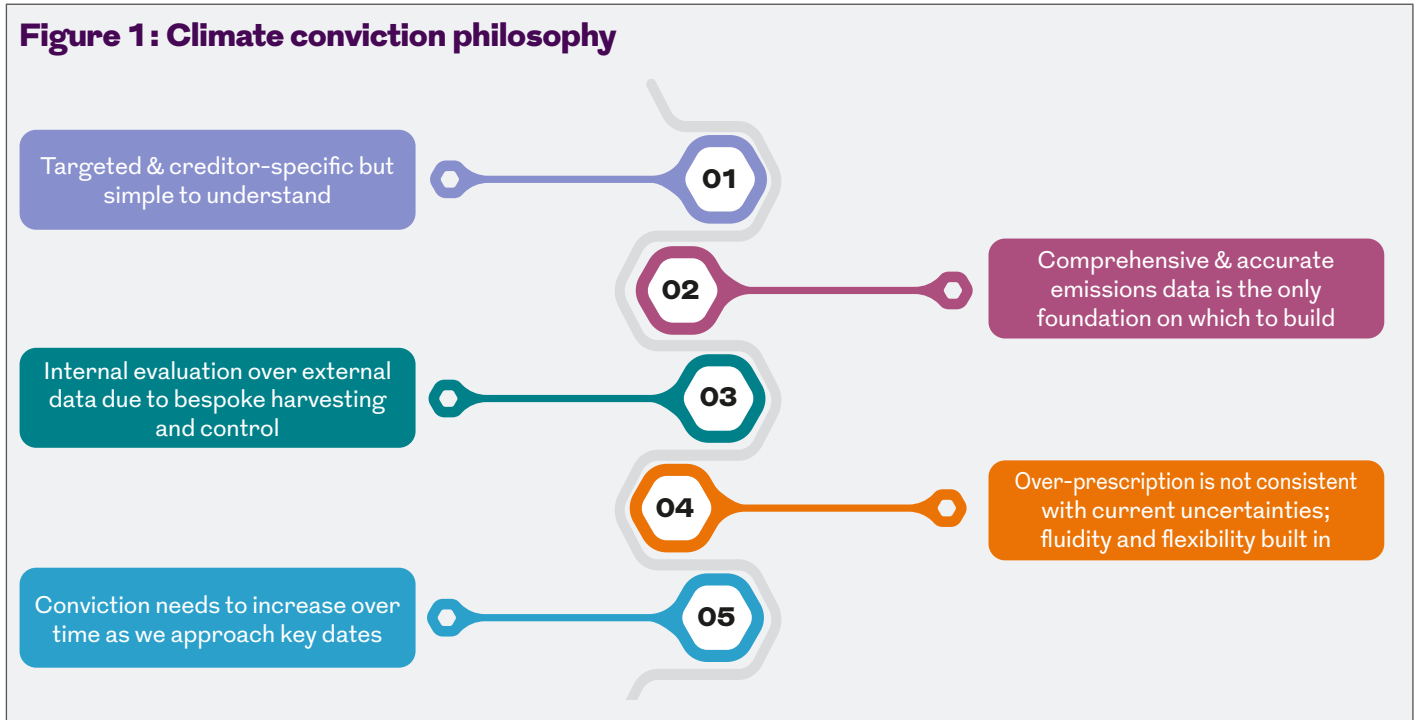 Figure 1: Climate conviction philosophy
Targeted & creditor-specific but
simple to understand
01
02
Comprehensive & accurate
emissions data is the only
foundation on which to build
Internal evaluation over external
data due to bespoke harvesting
and control
03
04
Over-prescription is not consistent
with current uncertainties;
fluidity and flexibility built in
Conviction needs to increase over
time as we approach key dates
05